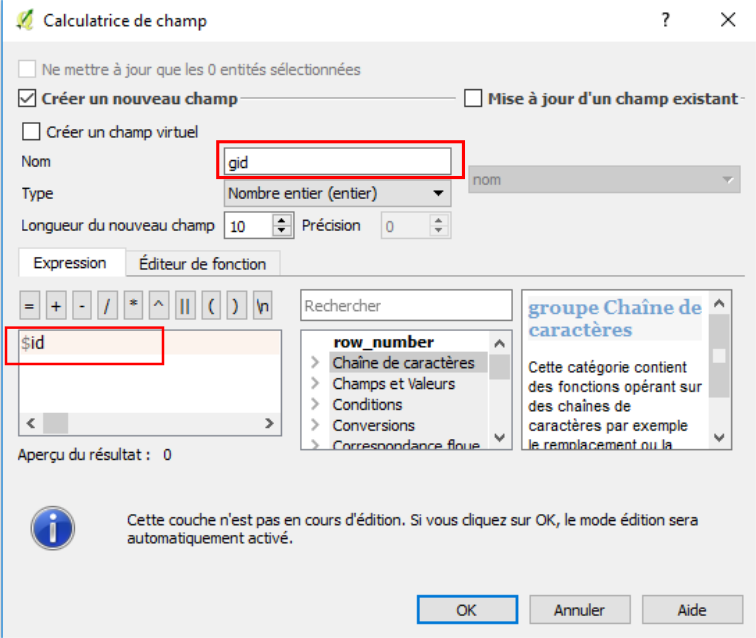 Calculatrice de champ
Ne mettre à jour que les 0 entités sélectionnées
Créer un nouveau champ
Mise à jour d'un champ existant
Créer un champ virtuel
Nom
gid
nom
Type
Nombre entier (entier)
Longueur du nouveau champ
10
Précision
0
Expression
Éditeur de fonction
= + - / * ^ || ( ) \n
$id
Aperçu du résultat : 0
Rechercher
row_number
Chaîne de caractères
Champs et Valeurs
Conditions
Conversions
Correspondance floue
groupe Chaîne de
caractères
Cette catégorie contient
des fonctions opérant sur
des chaînes de
caractères par exemple
le remplacement ou la
Cette couche n'est pas en cours d'édition. Si vous cliquez sur OK, le mode édition sera
automatiquement activé.
OK
Annuler
Aide